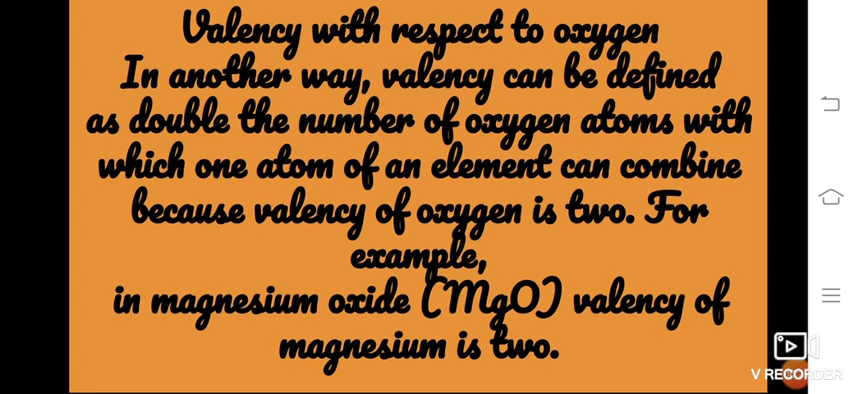 Valency with respect to oxygen
In another way, valency can be defined
as double the number of oxygen atoms with
which one atom of an element can combine
because valency of oxygen is two. For
example,
in magnesium oxide (MgO) valency of
magnesium is two.
V RECORDER